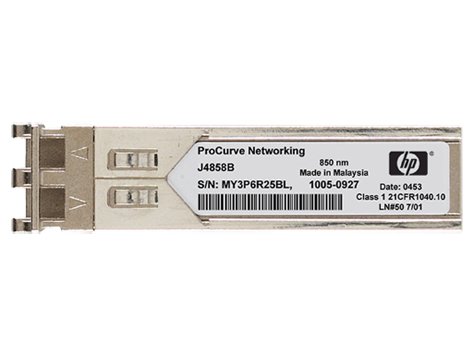 ProCurve Networking
J4858B
850 nm
Made in Malaysia
S/N: MY3P6R25BL, 1005-0927
hp
Date: 0453
Class 1 21CFR1040.10
LN#50 7/01